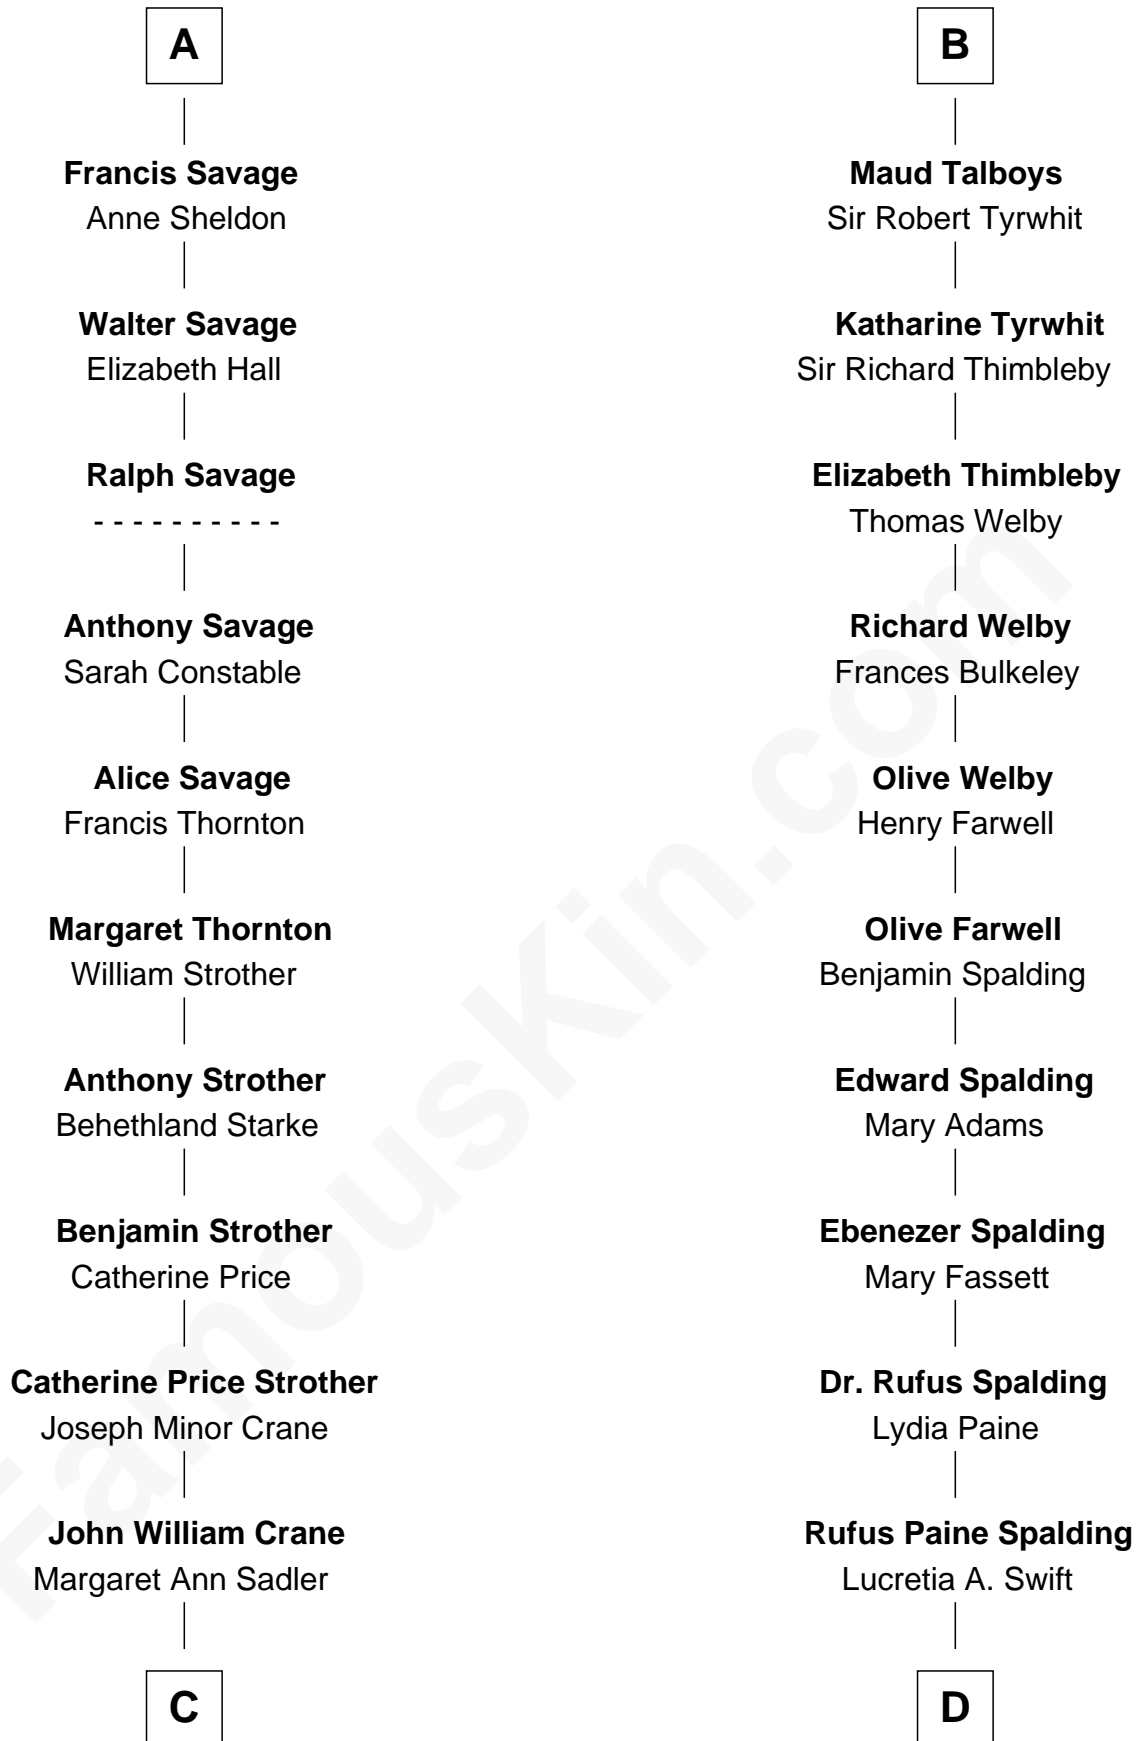 A
Francis Savage
Anne Sheldon
Walter Savage
Elizabeth Hall
Ralph Savage
- - - - - - - - - -
Anthony Savage
Sarah Constable
Alice Savage
Francis Thornton
Margaret Thornton
William Strother
Anthony Strother
Behethland Starke
Benjamin Strother
Catherine Price
Catherine Price Strother
Joseph Minor Crane
John William Crane
Margaret Ann Sadler
C
B
Maud Talboys
Sir Robert Tyrwhit
Katharine Tyrwhit
Sir Richard Thimbleby
Elizabeth Thimbleby
Thomas Welby
Richard Welby
Frances Bulkeley
Olive Welby
Henry Farwell
Olive Farwell
Benjamin Spalding
Edward Spalding
Mary Adams
Ebenezer Spalding
Mary Fassett
Dr. Rufus Spalding
Lydia Paine
Rufus Paine Spalding
Lucretia A. Swift
D
FamousKin.com